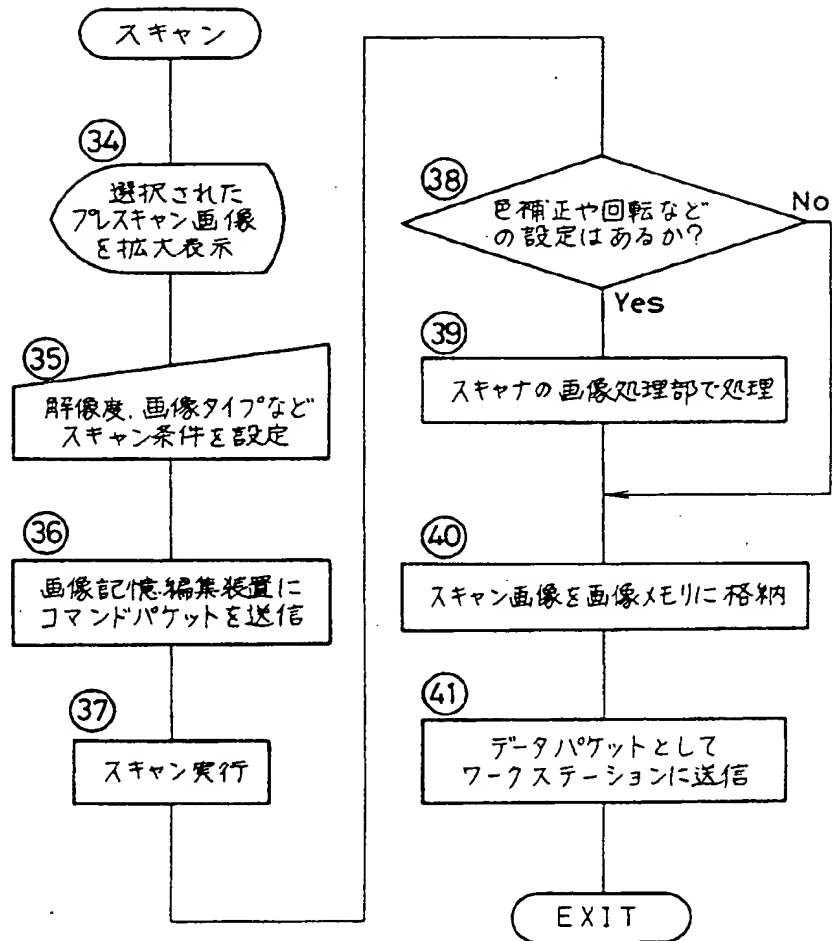 スキャン
34
選択された
プレスキャン画像
を拡大表示
35
解像度、画像タイプなど
スキャン条件を設定
36
画像記憶・編集装置に
コマンドパケットを送信
37
スキャン実行
38
色補正や回転など
の設定はあるか?
No
Yes
39
スキャナの画像処理部で処理
40
スキャン画像を画像メモリに格納
41
データパケットとして
ワークステーションに送信
EXIT